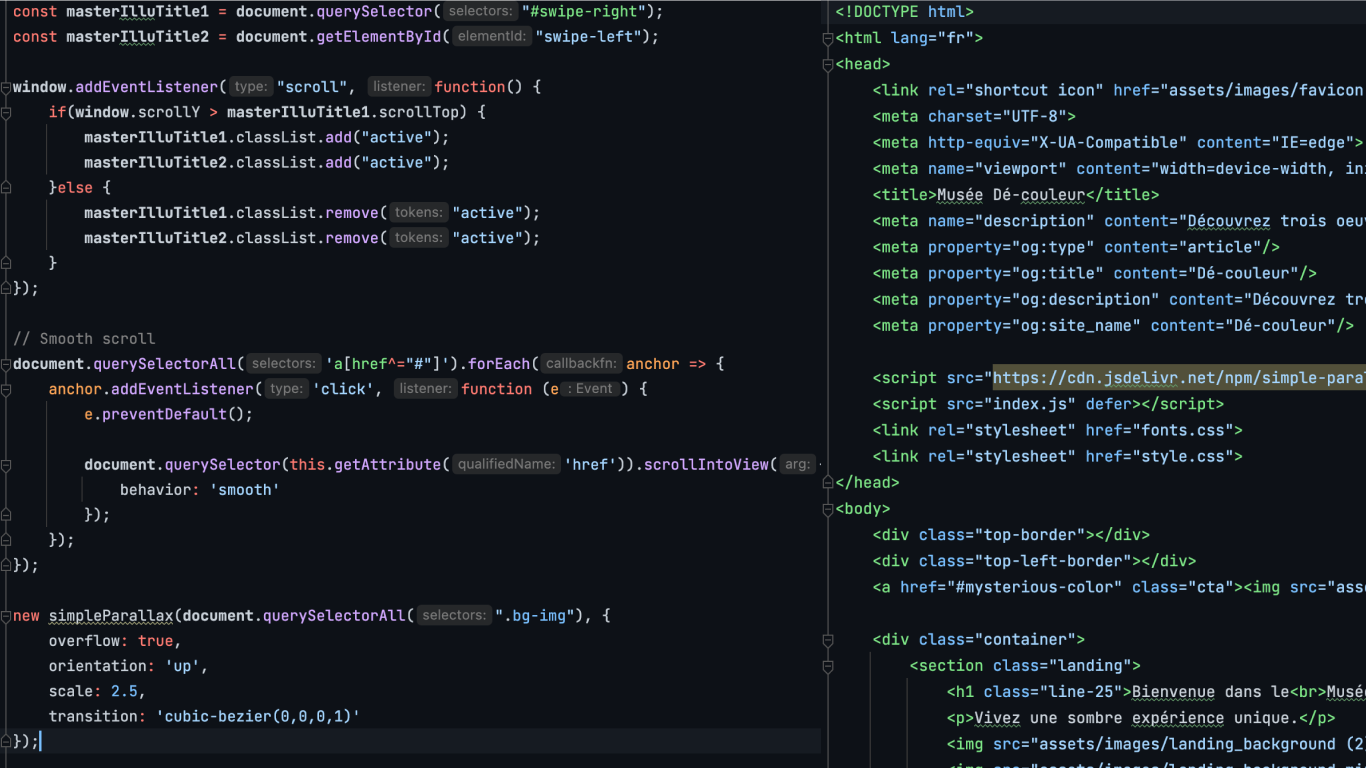 const masterIlluTitle1 = document.querySelector( selectors: "#swipe-right");
const masterIlluTitle2 = document.getElementById( elementId: "swipe-left");
window.addEventListener( type: "scroll", listener: function() {
if(window.scrollY > masterIlluTitle1.scrollTop) {
masterIlluTitle1.classList.add("active");
masterIlluTitle2.classList.add("active");
}else {
masterIlluTitle1.classList.remove( tokens: "active");
masterIlluTitle2.classList.remove( tokens: "active");
}
});
// Smooth scroll
document.querySelectorAll( selectors: 'a[href^="#"]').forEach( callbackfn: anchor => {
anchor.addEventListener( type: 'click', listener: function (e : Event ) {
e.preventDefault();
document.querySelector(this.getAttribute( qualifiedName: 'href')).scrollIntoView( arg:
behavior: 'smooth'
});
});
});
new simpleParallax(document.querySelectorAll( selectors: ".bg-img"), {
overflow: true,
orientation: 'up',
scale: 2.5,
transition: 'cubic-bezier(0,0,0,1)'
});
<!DOCTYPE html>
<html lang="fr">
<head>
<link rel="shortcut icon" href="assets/images/favicon
<meta charset="UTF-8">
<meta http-equiv="X-UA-Compatible" content="IE=edge">
<meta name="viewport" content="width=device-width, in
<title>Musée Dé-couleur</title>
<meta name="description" content="Découvrez trois oeuv
<meta property="og:type" content="article"/>
<meta property="og:title" content="Dé-couleur"/>
<meta property="og:description" content="Découvrez tro
<meta property="og:site_name" content="Dé-couleur"/>
<script src="https://cdn.jsdelivr.net/npm/simple-para
<script src="index.js" defer></script>
<link rel="stylesheet" href="fonts.css">
<link rel="stylesheet" href="style.css">
</head>
<body>
<div class="top-border"></div>
<div class="top-left-border"></div>
<a href="#mysterious-color" class="cta"><img src="asse
<div class="container">
<section class="landing">
<h1 class="line-25">Bienvenue dans le<br>Musée
<p>Vivez une sombre expérience unique.</p>
<img src="assets/images/landing_background (2